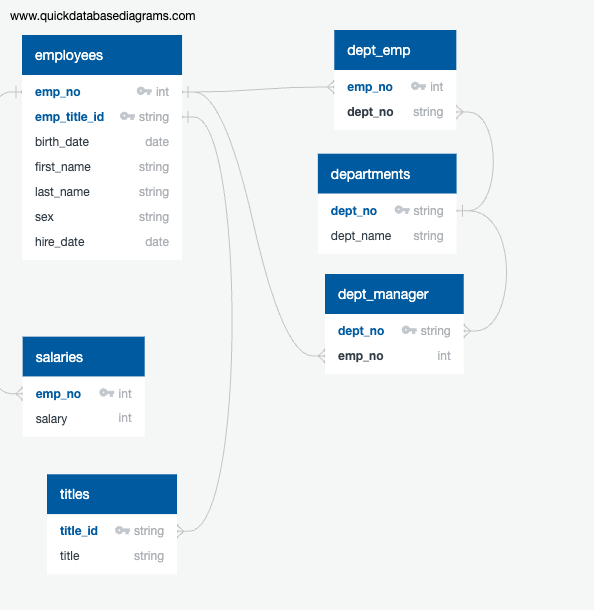 www.quickdatabasediagrams.com
employees
emp_no int
emp_title_id string
birth_date date
first_name string
last_name string
sex string
hire_date date
dept_emp
emp_no int
dept_no string
departments
dept_no string
dept_name string
dept_manager
dept_no string
emp_no int
salaries
emp_no int
salary int
titles
title_id string
title string